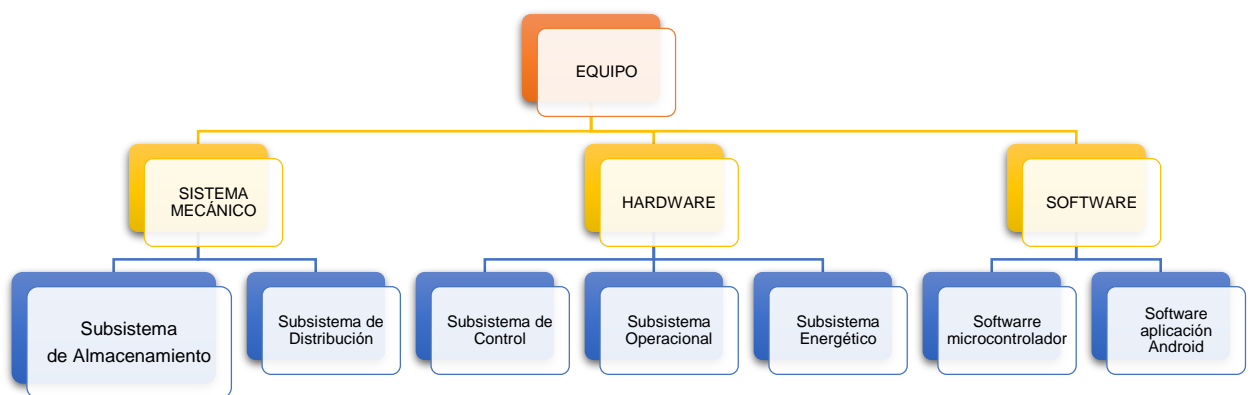 EQUIPO
SISTEMA
MECÁNICO
HARDWARE
SOFTWARE
Subsistema
de Almacenamiento
Subsistema de
Distribución
Subsistema de
Control
Subsistema
Operacional
Subsistema
Energético
Softwarre
microcontrolador
Software
aplicación
Android